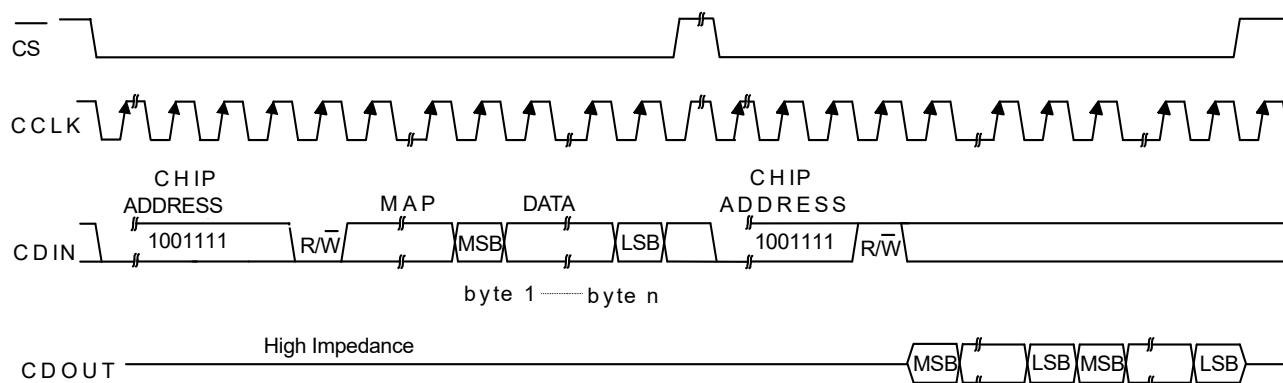 CS
CCLK
CHIP
ADDRESS
MAP
DATA
CHIP
ADDRESS
CDIN
1001111
R/W
MSB
LSB
1001111
R/W
byte 1
byte n
High Impedance
CDOUT
MSB
LSB
MSB
LSB